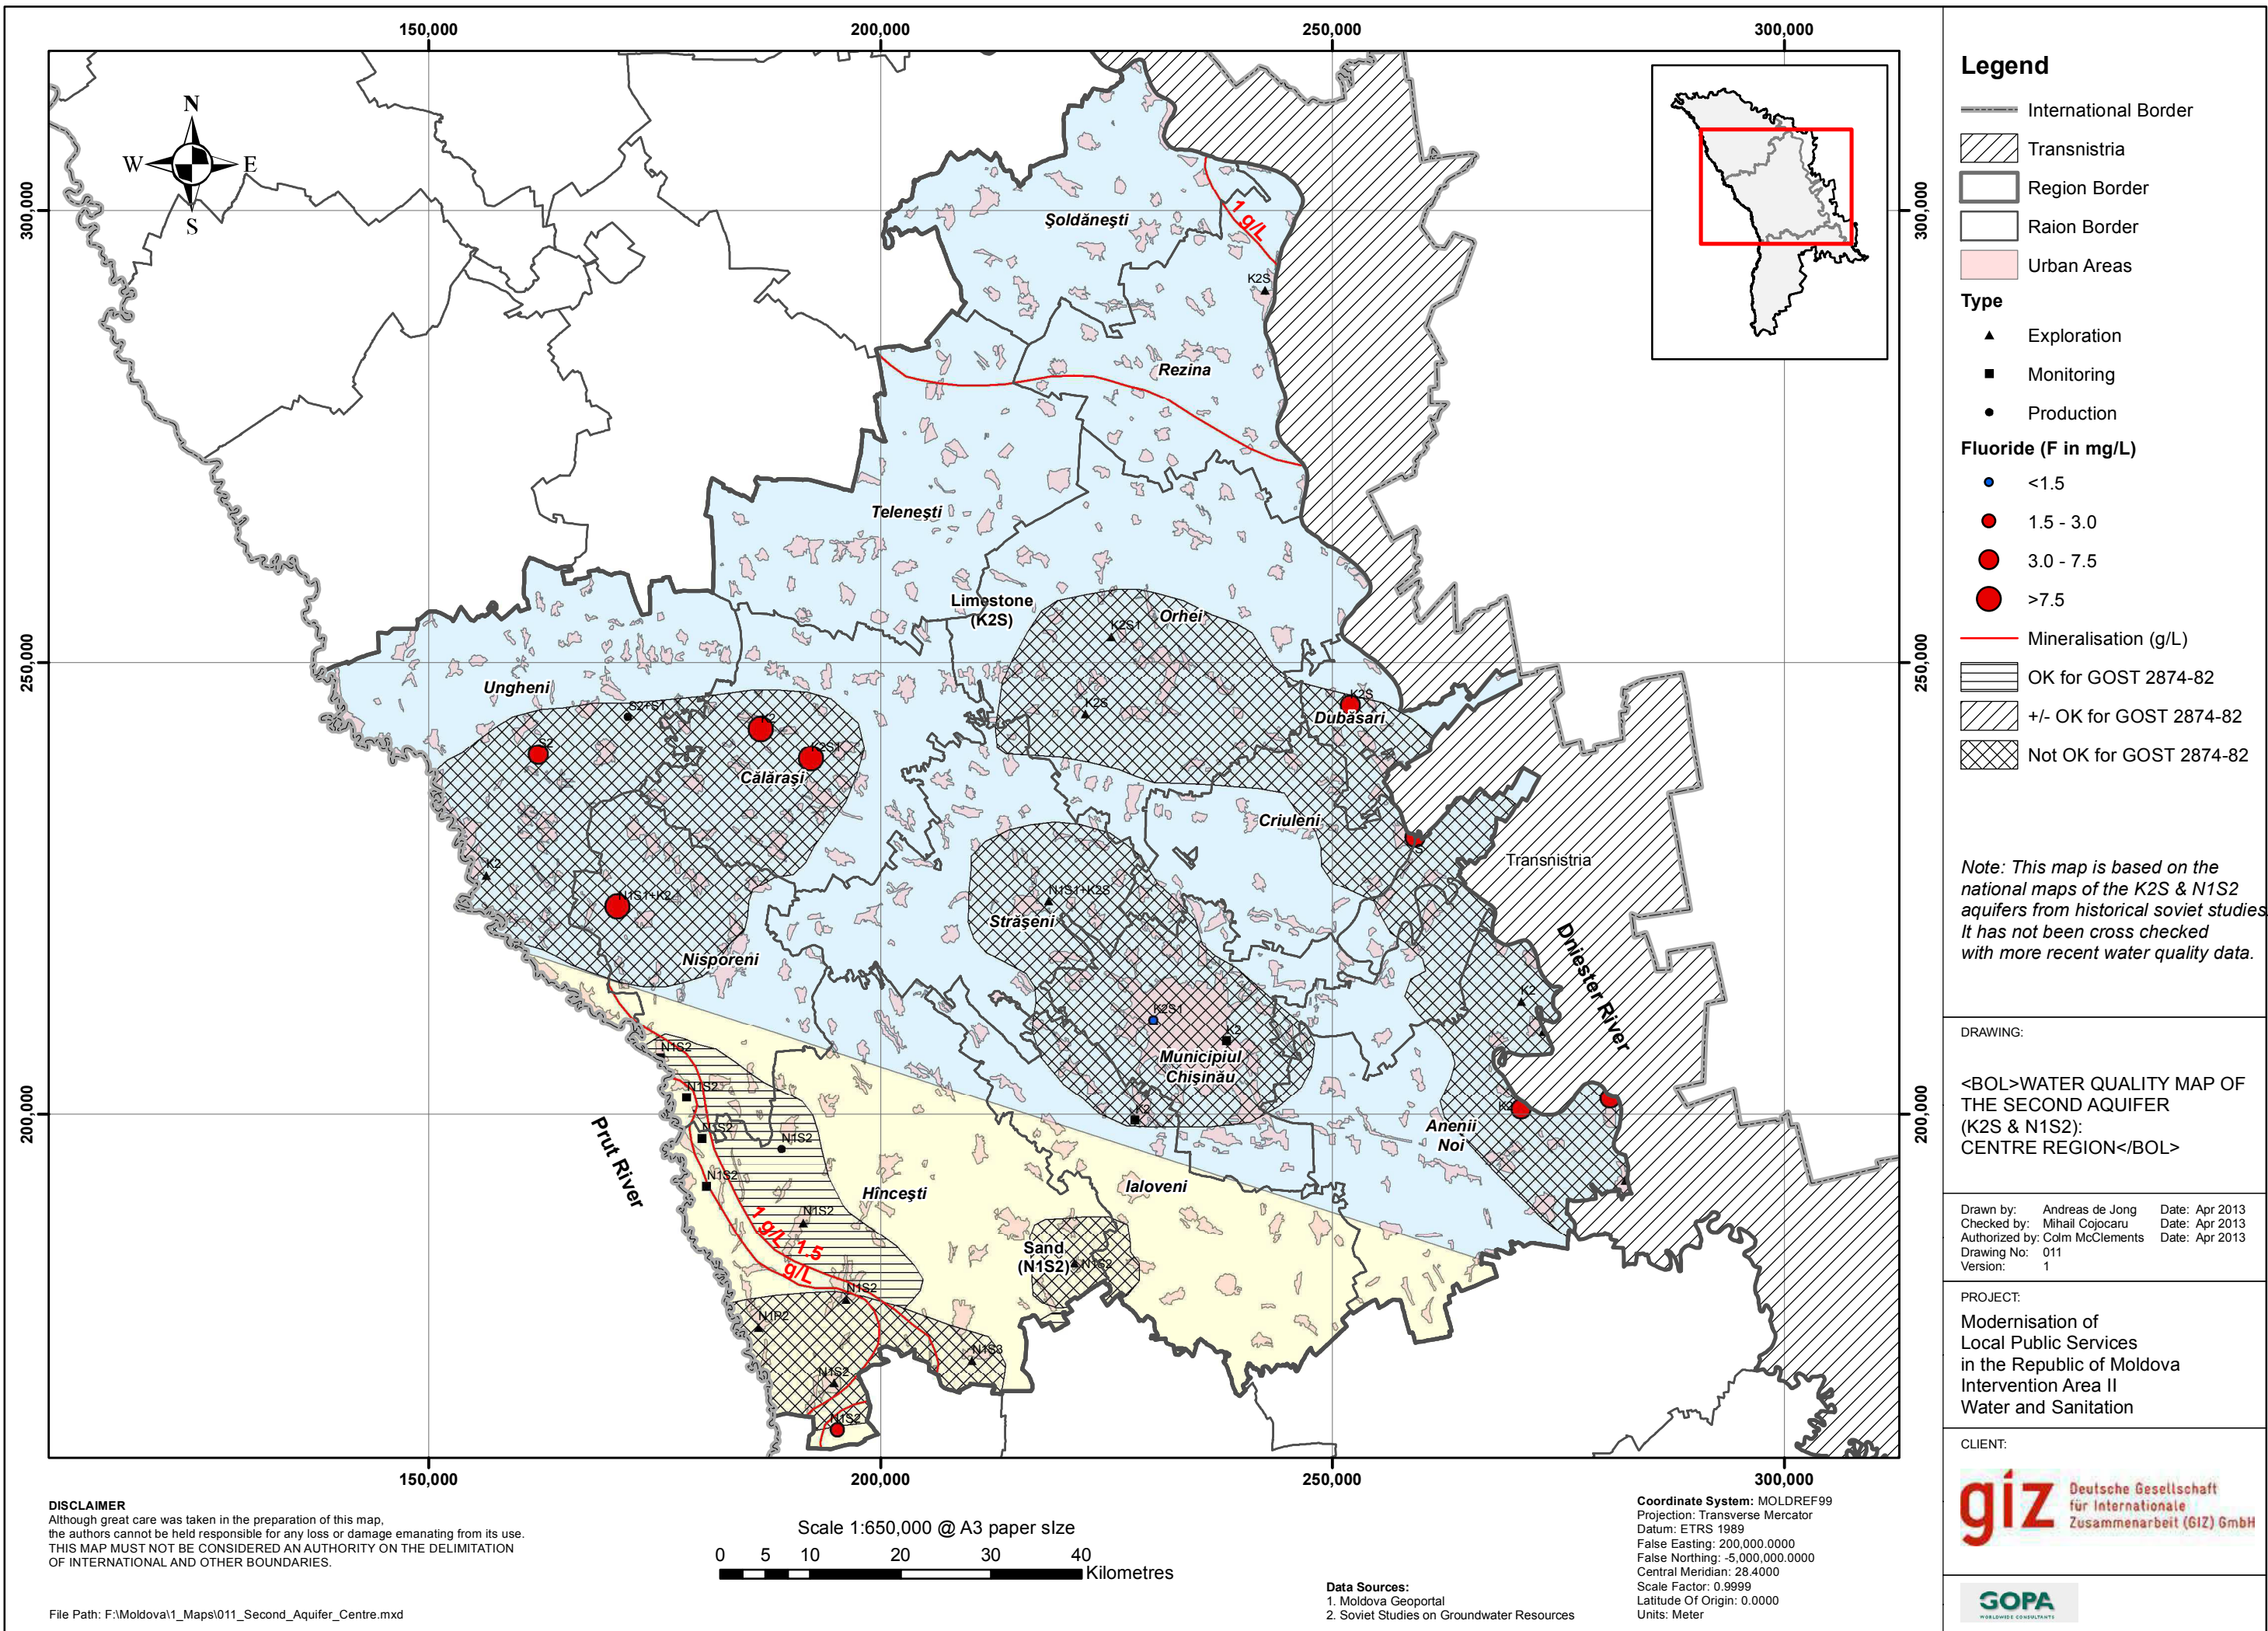 150,000
200,000
250,000
300,000
300,000
250,000
200,000
300,000
250,000
200,000
150,000
200,000
250,000
300,000
N
W
E
S
Şoldăneşti
1 g/L
K2S
Rezina
Teleneşti
Limestone
(K2S)
Orhei
K2S1
K2S
Ungheni
S2+S1
S2
K2
K2S1
Călăraşi
K2S
Dubăsari
Criuleni
S
Transnistria
K2
N1S1+K2
N1S1+K2S
Străşeni
Nisporeni
Dniester River
K2
K2S1
K2
Municipiul
Chişinău
K2
N1S2
N1S2
N1S2
N1S2
N1S2
Prut River
Anenii
Noi
Hînceşti
Ialoveni
N1S2
1 g/L
1.5
g/L
Sand
(N1S2)
N1S2
N1S2
N1P2
N1S3
N1S2
N1S2
Legend
International Border
Transnistria
Region Border
Raion Border
Urban Areas
Type
Exploration
Monitoring
Production
Fluoride (F in mg/L)
<1.5
1.5 - 3.0
3.0 - 7.5
>7.5
Mineralisation (g/L)
OK for GOST 2874-82
+/- OK for GOST 2874-82
Not OK for GOST 2874-82
Note: This map is based on the
national maps of the K2S & N1S2
aquifers from historical soviet studies
It has not been cross checked
with more recent water quality data.
DRAWING:
<BOL>WATER QUALITY MAP OF
THE SECOND AQUIFER
(K2S & N1S2):
CENTRE REGION</BOL>
Drawn by: Andreas de Jong Date: Apr 2013
Checked by: Mihail Cojocaru Date: Apr 2013
Authorized by: Colm McClements Date: Apr 2013
Drawing No: 011
Version: 1
PROJECT:
Modernisation of
Local Public Services
in the Republic of Moldova
Intervention Area II
Water and Sanitation
CLIENT:
giz Deutsche Gesellschaft
für Internationale
Zusammenarbeit (GIZ) GmbH
GOPA
WORLDWIDE CONSULTANTS
DISCLAIMER
Although great care was taken in the preparation of this map,
the authors cannot be held responsible for any loss or damage emanating from its use.
THIS MAP MUST NOT BE CONSIDERED AN AUTHORITY ON THE DELIMITATION
OF INTERNATIONAL AND OTHER BOUNDARIES.
File Path: F:\Moldova\1_Maps\011_Second_Aquifer_Centre.mxd
Scale 1:650,000 @ A3 paper sIze
0 5 10 20 30 40
Kilometres
Data Sources:
1. Moldova Geoportal
2. Soviet Studies on Groundwater Resources
Coordinate System: MOLDREF99
Projection: Transverse Mercator
Datum: ETRS 1989
False Easting: 200,000.0000
False Northing: -5,000,000.0000
Central Meridian: 28.4000
Scale Factor: 0.9999
Latitude Of Origin: 0.0000
Units: Meter